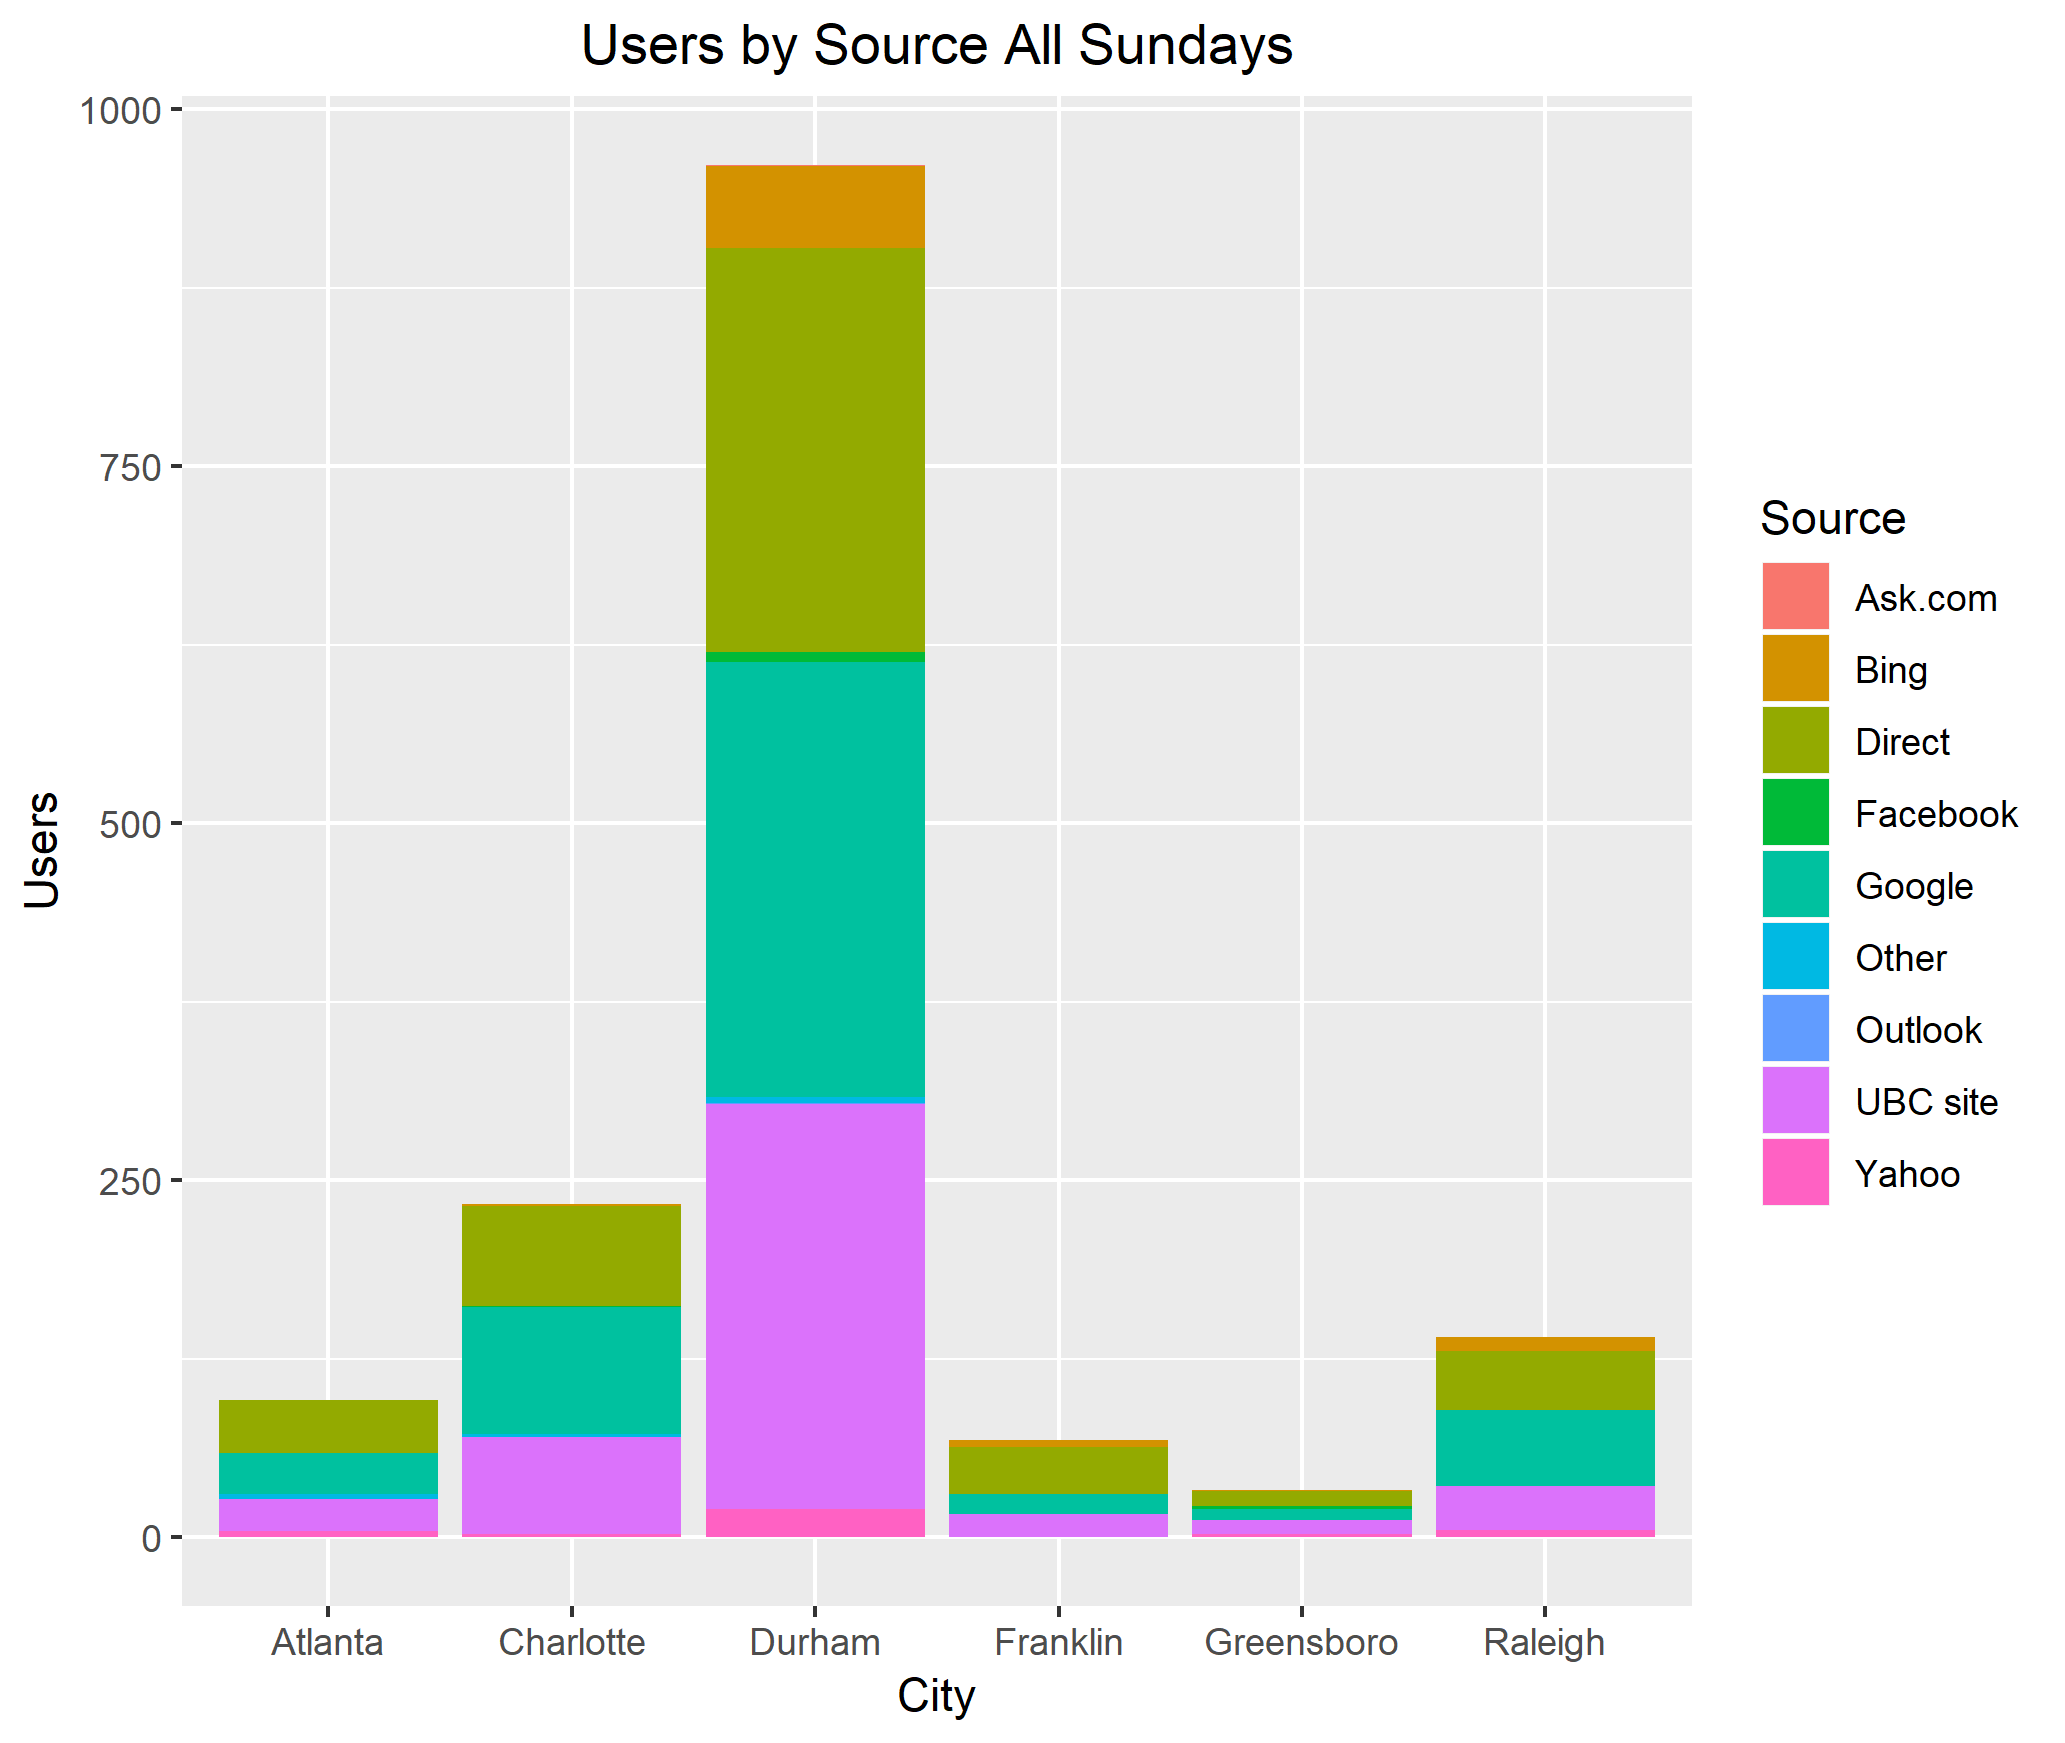 Users by Source All Sundays
1000
750
500
250
0
Users
Atlanta
Charlotte
Durham
Franklin
Greensboro
Raleigh
City
Source
Ask.com
Bing
Direct
Facebook
Google
Other
Outlook
UBC site
Yahoo